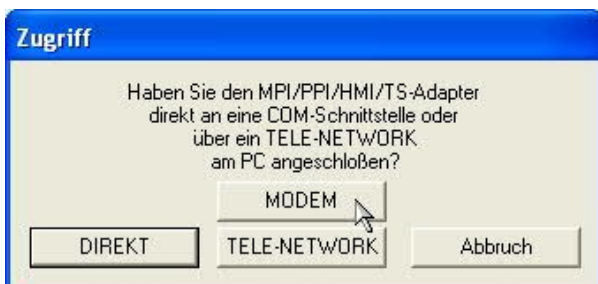 Zugriff
Haben Sie den MPI/PPI/HMI/TS-Adapter
direkt an eine COM-Schnittstelle oder
über ein TELE-NETWORK
am PC angeschloßen?
MODEM
DIREKT TELE-NETWORK Abbruch